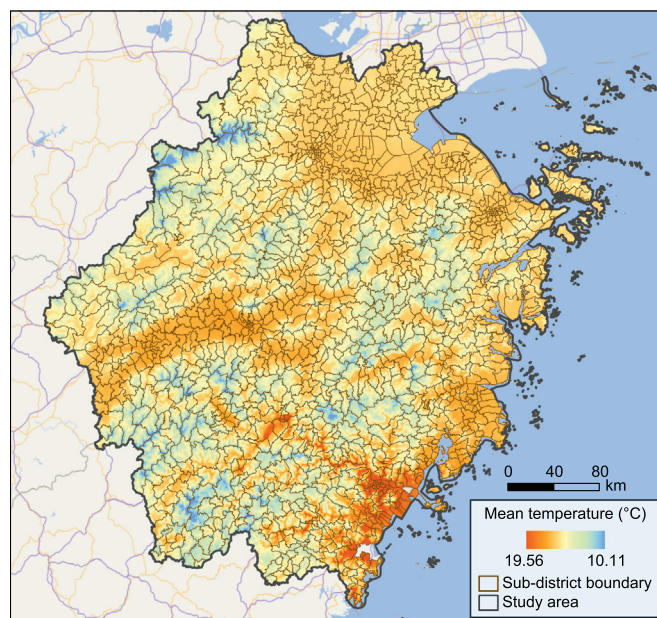 0 40 80
km
Mean temperature (°C)
19.56 10.11
Sub-district boundary
Study area